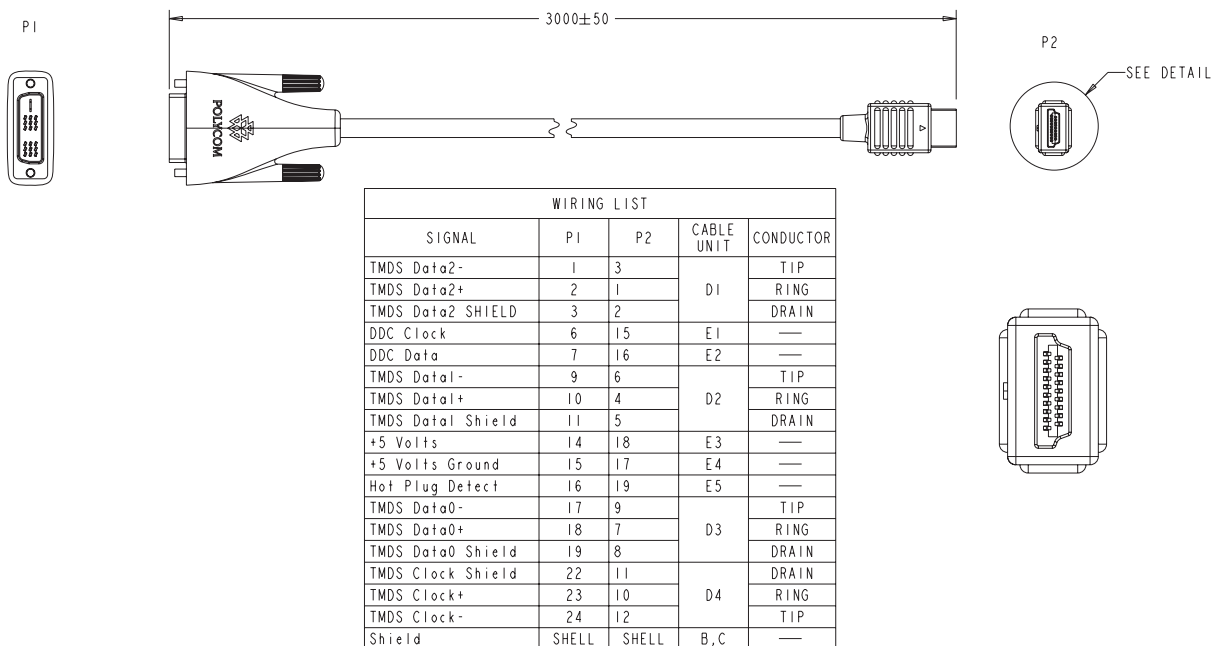 P1
3000±50
P2
SEE DETAIL
POLYCOM
WIRING LIST
SIGNAL P1 P2 CABLE UNIT CONDUCTOR
TMDS Data2- 1 3 D1 TIP
TMDS Data2+ 2 1 RING
TMDS Data2 SHIELD 3 2 DRAIN
DDC Clock 6 15 E1 —
DDC Data 7 16 E2 —
TMDS Data1- 9 6 D2 TIP
TMDS Data1+ 10 4 RING
TMDS Data1 Shield 11 5 DRAIN
+5 Volts 14 18 E3 —
+5 Volts Ground 15 17 E4 —
Hot Plug Detect 16 19 E5 —
TMDS Data0- 17 9 D3 TIP
TMDS Data0+ 18 7 RING
TMDS Data0 Shield 19 8 DRAIN
TMDS Clock Shield 22 11 D4 DRAIN
TMDS Clock+ 23 10 RING
TMDS Clock- 24 12 TIP
Shield SHELL SHELL B,C —